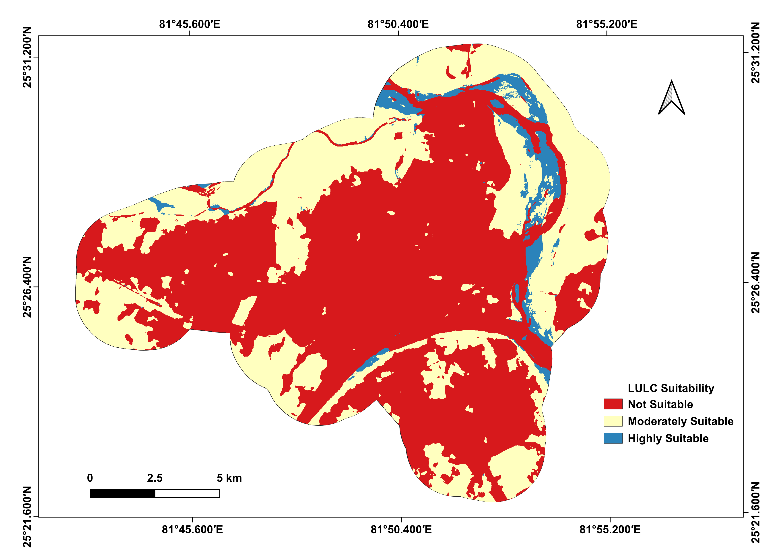 81°45.600'E 81°50.400'E 81°55.200'E
25°31.200'N 25°31.200'N
25°26.400'N 25°26.400'N
LULC Suitability
Not Suitable
Moderately Suitable
Highly Suitable
0 2.5 5 km
25°21.600'N 25°21.600'N
81°45.600'E 81°50.400'E 81°55.200'E